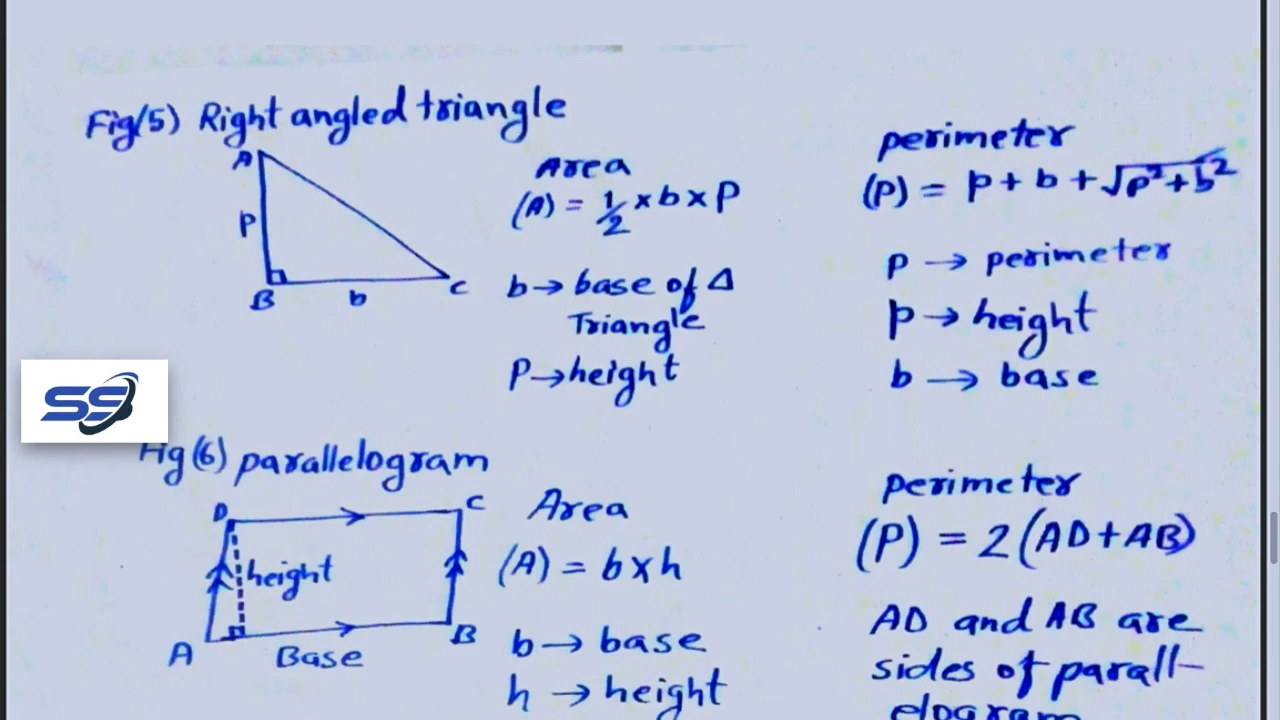 Fig(5) Right angled triangle
A
p
B
b
C
Area
(A) = 1/2 × b × P
b → base of Δ
Triangle
P → height
perimeter
(P) = p + b + √p²+b²
p → perimeter
p → height
b → base
SS
Fig(6) parallelogram
D
C
height
A
Base
B
Area
(A) = b × h
b → base
h → height
perimeter
(P) = 2(AD+AB)
AD and AB are
sides of parall-
elogram